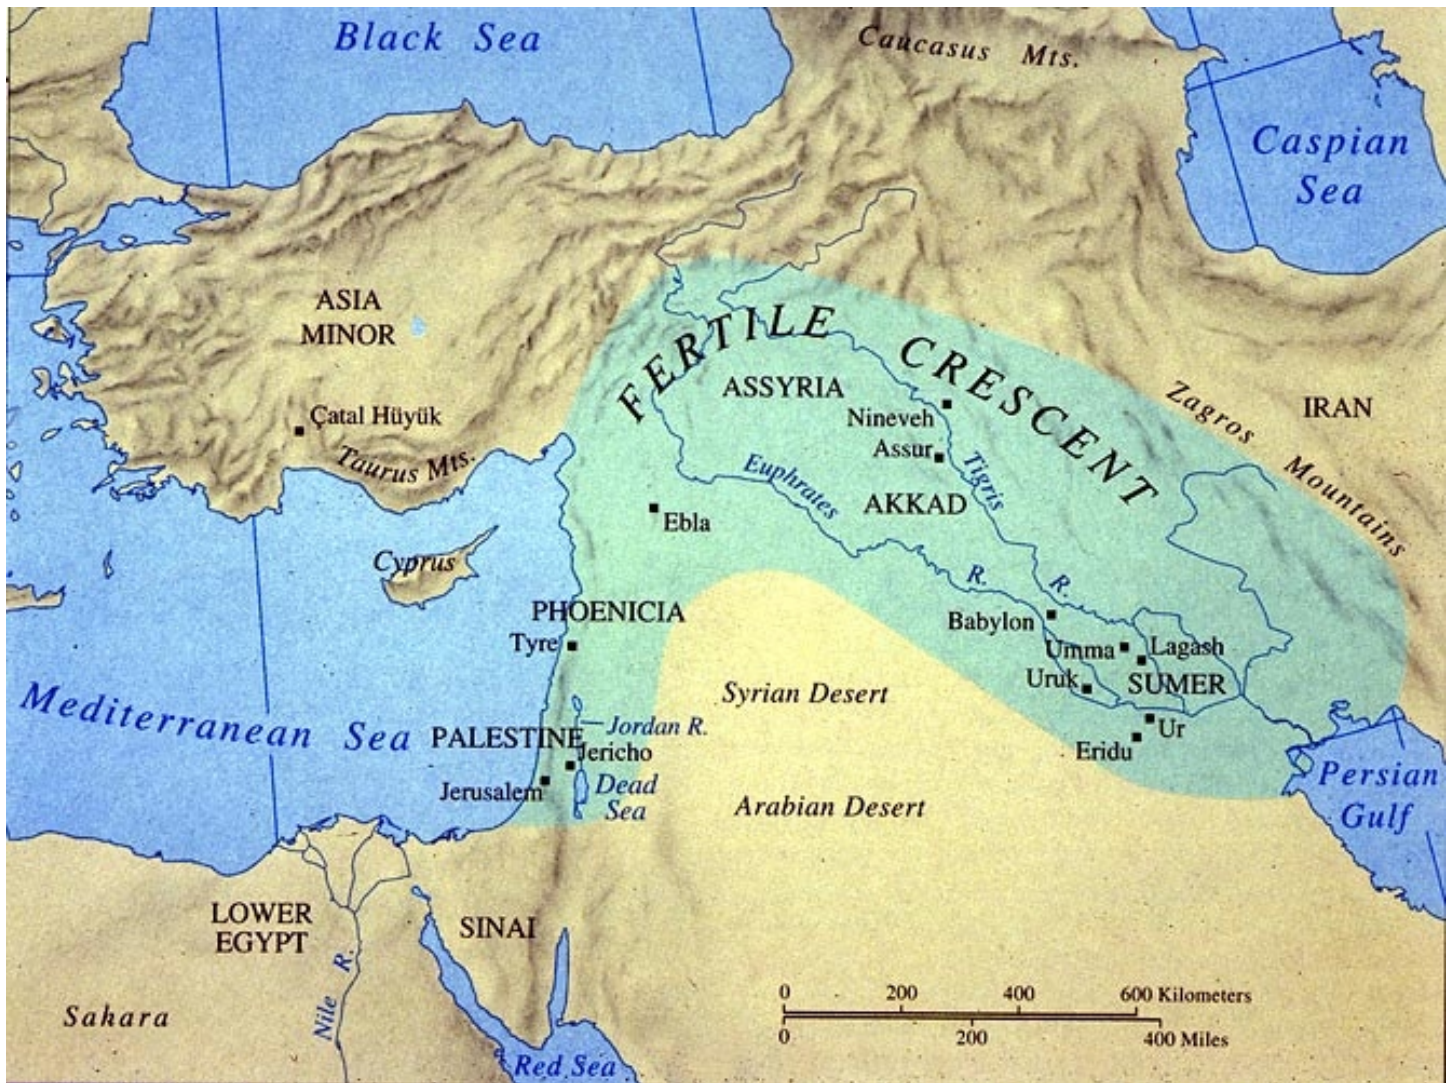 Black Sea
Caucasus Mts.
Caspian
Sea
ASIA
MINOR
FERTILE CRESCENT
ASSYRIA
Zagros Mountains
IRAN
Nineveh
Çatal Hüyük
Assur
Taurus Mts.
Tigris R.
Euphrates R.
AKKAD
Ebla
Cyprus
PHOENICIA
Babylon
Tyre
Umma
Lagash
Uruk
SUMER
Syrian Desert
Mediterranean Sea
Jordan R.
PALESTINE
Ur
Jericho
Eridu
Persian
Gulf
Jerusalem
Dead
Sea
Arabian Desert
LOWER
EGYPT
SINAI
Nile R.
Sahara
0 200 400 600 Kilometers
0 200 400 Miles
Red Sea